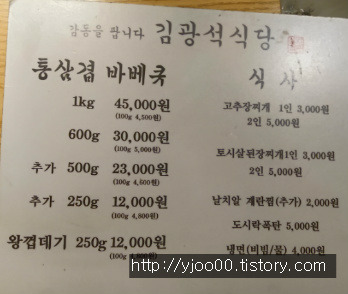 감동을 팝니다 김광석식당
통삼겹 바베큐
1kg 45,000원
(100g 4,500원)
600g 30,000원
(100g 5,000원)
추가 500g 23,000원
(100g 4,600원)
추가 250g 12,000원
(100g 4,800원)
왕껍데기 250g 12,000원
식사
고추장찌개 1인 3,000원
2인 5,000원
토시살된장찌개1인 3,000원
2인 5,000원
날치알 계란찜(추가) 2,000원
도시락폭탄 5,000원
냉면(비빔/물) 4,000원
http://yjoo00.tistory.com